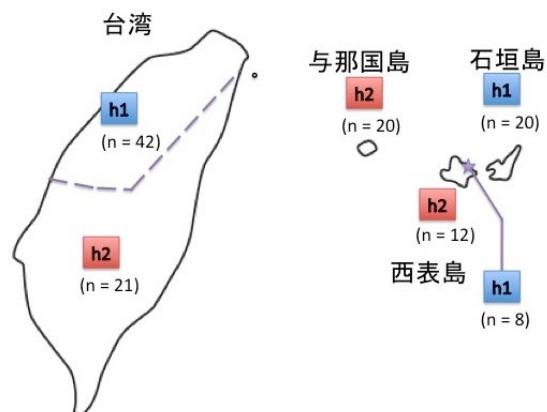 台湾
h1
(n = 42)
h2
(n = 21)
与那国島
h2
(n = 20)
石垣島
h1
(n = 20)
h2
(n = 12)
西表島
h1
(n = 8)